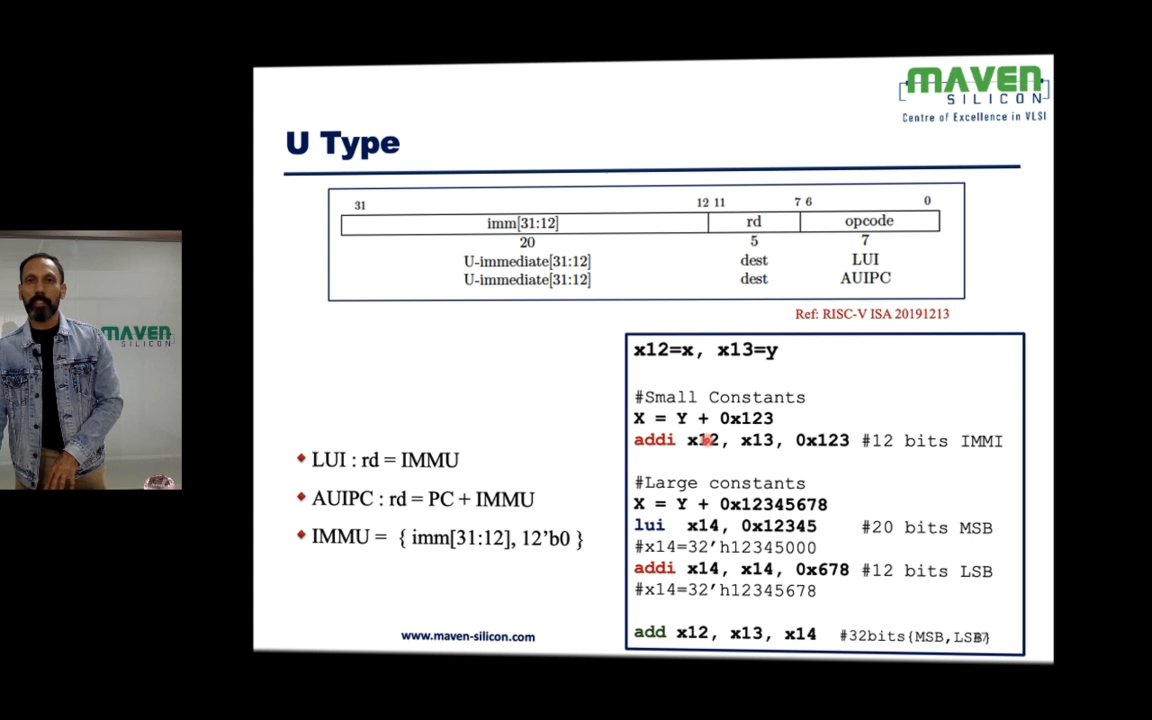 MAVEN
SILICON
Centre of Excellence in VLSI
U Type
31 12 11 7 6 0
imm[31:12] rd opcode
20 5 7
U-immediate[31:12] dest LUI
U-immediate[31:12] dest AUIPC
Ref: RISC-V ISA 20191213
MAVEN
SILICON
LUI : rd = IMMU
AUIPC : rd = PC + IMMU
IMMU = { imm[31:12], 12’b0 }
x12=x, x13=y
#Small Constants
X = Y + 0x123
addi x12, x13, 0x123 #12 bits IMMI
#Large constants
X = Y + 0x12345678
lui x14, 0x12345 #20 bits MSB
#x14=32’h12345000
addi x14, x14, 0x678 #12 bits LSB
#x14=32’h12345678
add x12, x13, x14 #32bits{MSB,LSB}
www.maven-silicon.com